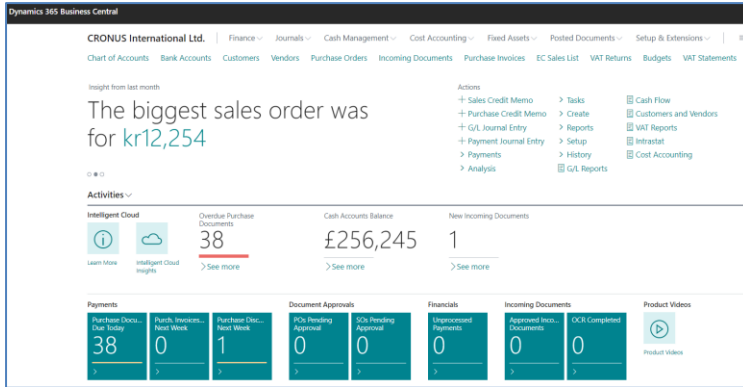 Dynamics 365 Business Central
CRONUS International Ltd. Finance Journals Cash Management Cost Accounting Fixed Assets Posted Documents Setup & Extensions
Chart of Accounts Bank Accounts Customers Vendors Purchase Orders Incoming Documents Purchase Invoices EC Sales List VAT Returns Budgets VAT Statements
Insight from last month
The biggest sales order was
for kr12,254
Actions
+ Sales Credit Memo > Tasks Cash Flow
+ Purchase Credit Memo > Create Customers and Vendors
+ G/L Journal Entry > Reports VAT Reports
+ Payment Journal Entry > Setup Intrastat
> Payments > History Cost Accounting
> Analysis G/L Reports
Activities
Intelligent Cloud
Learn More
Intelligent Cloud
Insights
Overdue Purchase
Documents
38
> See more
Cash Accounts Balance
£256,245
> See more
New Incoming Documents
1
> See more
Payments
Purchase Docu...
Due Today
38
>
Purch. Invoices...
Next Week
0
>
Purchase Disc...
Next Week
1
>
Document Approvals
POs Pending
Approval
0
>
SOs Pending
Approval
0
>
Financials
Unprocessed
Payments
0
>
Incoming Documents
Approved Inco...
Documents
0
>
OCR Completed
0
>
Product Videos
Product Videos